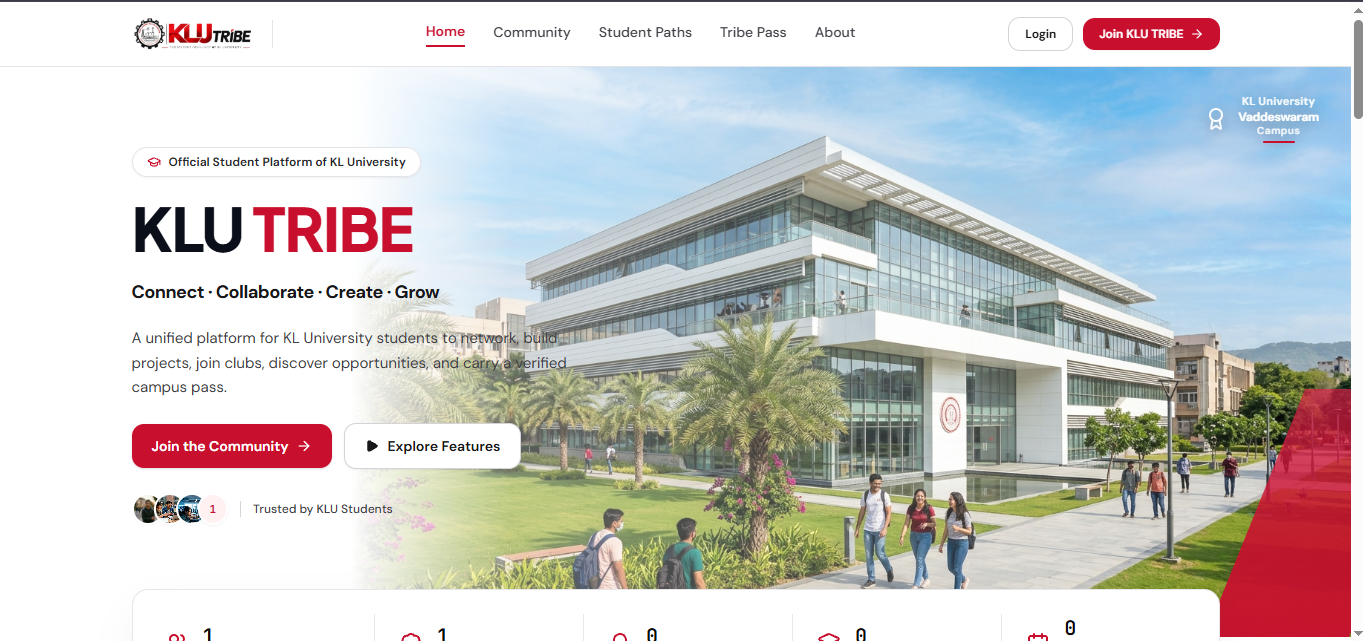 KLU TRIBE
Home
Community
Student Paths
Tribe Pass
About
Login
Join KLU TRIBE →
KL University
Vaddeswaram
Campus
Official Student Platform of KL University
KLU TRIBE
Connect · Collaborate · Create · Grow
A unified platform for KL University students to network, build
projects, join clubs, discover opportunities, and carry a verified
campus pass.
Join the Community →
Explore Features
1
Trusted by KLU Students
1
1
0
0
0